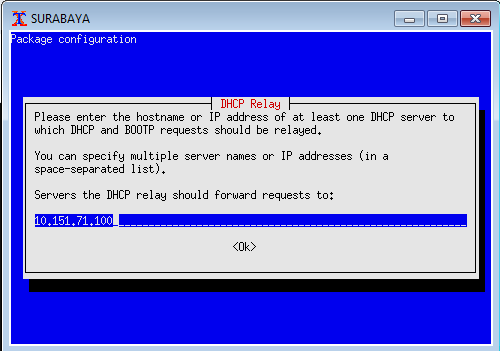 SURABAYA
Package configuration
DHCP Relay
Please enter the hostname or IP address of at least one DHCP server to
which DHCP and BOOTP requests should be relayed.
You can specify multiple server names or IP addresses (in a
space-separated list).
Servers the DHCP relay should forward requests to:
10.151.71.100
<Ok>